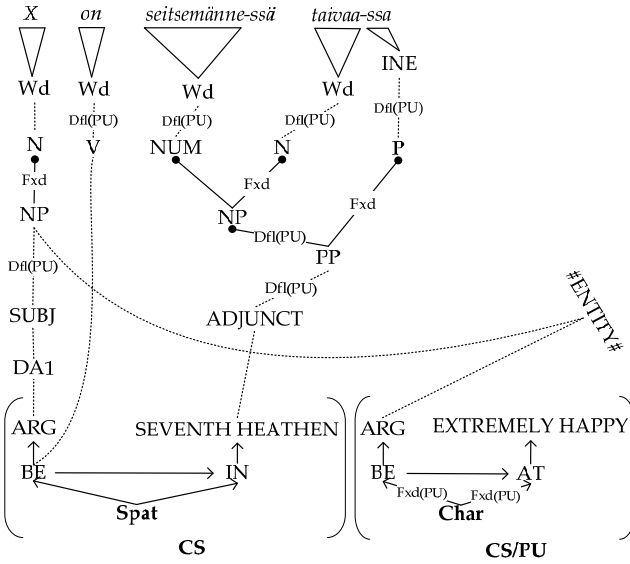 X on seitsemänne-ssä taivaa-ssa
INE
Wd Wd Wd Wd
Dfl(PU) Dfl(PU) Dfl(PU) Dfl(PU)
N V NUM N P
Fxd Fxd Fxd
NP NP
Dfl(PU)
PP
Dfl(PU) Dfl(PU)
SUBJ ADJUNCT #ENTITY#
DA1
ARG SEVENTH HEATHEN ARG EXTREMELY HAPPY
BE IN BE AT
Fxd(PU) Fxd(PU)
Spat Char
CS CS/PU